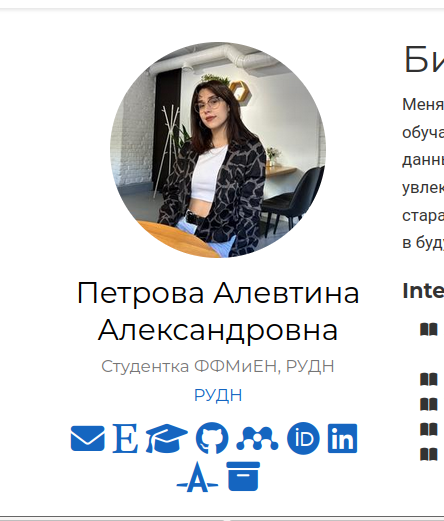 Би
Меня
обуча
данн
увлек
стара
в буд
Inte
Петрова Алевтина
Александровна
Студентка ФФМиЕН, РУДН
РУДН